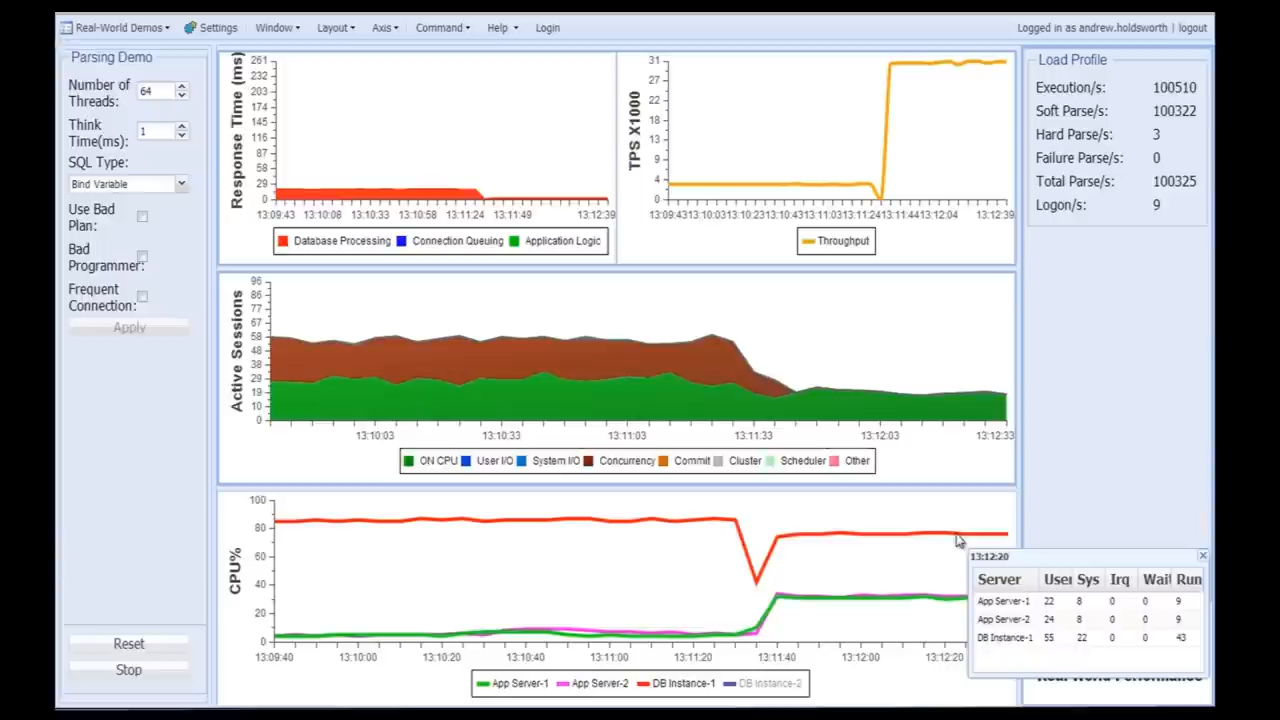 Real-World Demos Settings Window Layout Axis Command Help Login Logged in as andrew.holdsworth | logout
Parsing Demo
Number of Threads: 64
Think Time(ms): 1
SQL Type:
Bind Variable
Use Bad Plan:
Bad Programmer:
Frequent Connection:
Apply
Reset
Stop
Response Time (ms)
261
232
203
174
145
116
87
58
29
0
13:09:43 13:10:08 13:10:33 13:10:58 13:11:24 13:11:49 13:12:39
Database Processing Connection Queuing Application Logic
TPS X1000
31
27
22
18
13
9
4
0
13:09:43 13:10:03 13:10:23 13:10:43 13:11:03 13:11:24 13:11:44 13:12:04 13:12:39
Throughput
Active Sessions
96
86
77
67
58
48
38
29
19
10
0
13:10:03 13:10:33 13:11:03 13:11:33 13:12:03 13:12:33
ON CPU User I/O System I/O Concurrency Commit Cluster Scheduler Other
CPU%
100
80
60
40
20
0
13:09:40 13:10:00 13:10:20 13:10:40 13:11:00 13:11:20 13:11:40 13:12:00 13:12:20
App Server-1 App Server-2 DB Instance-1 DB Instance-2
Load Profile
Execution/s: 100510
Soft Parse/s: 100322
Hard Parse/s: 3
Failure Parse/s: 0
Total Parse/s: 100325
Logon/s: 9
13:12:20
Server User Sys Irq Wait Run
App Server-1 22 8 0 0 9
App Server-2 24 8 0 0 9
DB Instance-1 55 22 0 0 43
Real-World Performance